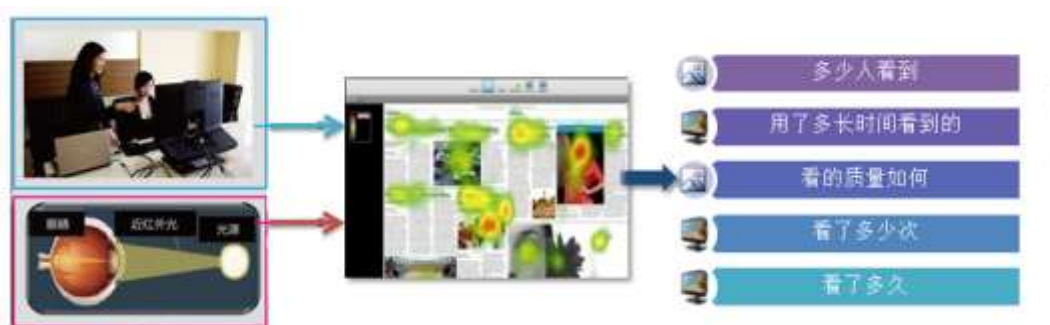 眼睛
近红外光
光源
多少人看到
用了多长时间看到的
看的质量如何
看了多少次
看了多久